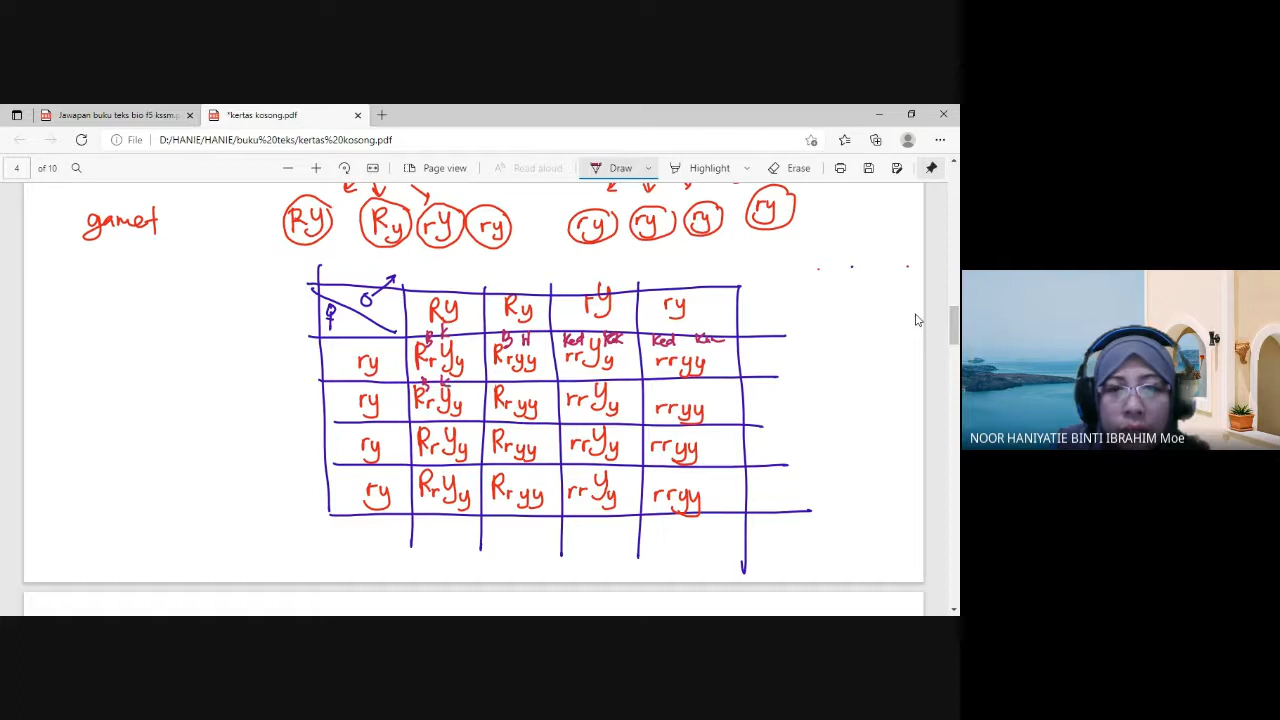 Jawapan buku teks bio f5 kssm.p
*kertas kosong.pdf
File D:/HANIE/HANIE/buku%20teks/kertas%20kosong.pdf
4 of 10 Page view Read aloud Draw Highlight Erase
gamet RY Ry rY ry ry ry ry ry
♀ ♂ RY Ry rY ry
B K B H Ked Ked
ry RrYy Rryy rrYy rryy
B K
ry RrYy Rryy rrYy rryy
ry RrYy Rryy rrYy rryy
ry RrYy Rryy rrYy rryy
NOOR HANIYATIE BINTI IBRAHIM Moe